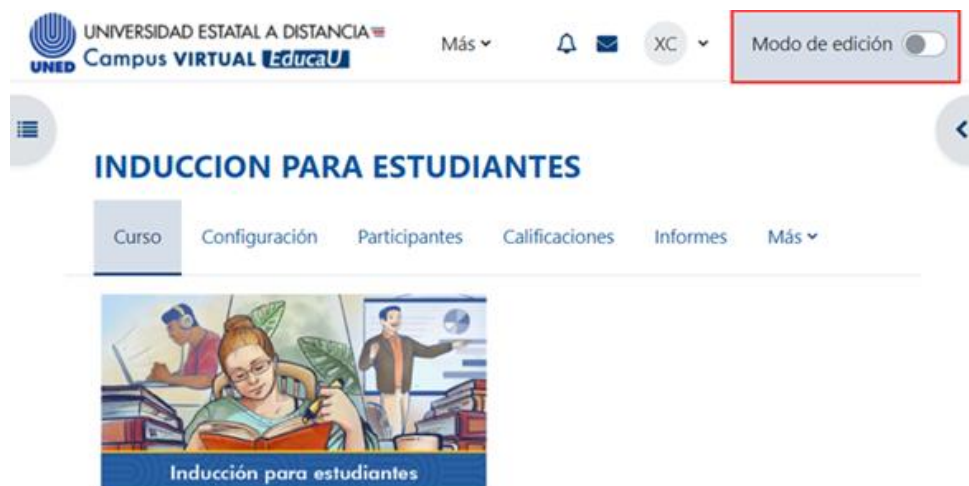 UNIVERSIDAD ESTATAL A DISTANCIA
UNED Campus VIRTUAL EducaU
Más
XC
Modo de edición
INDUCCION PARA ESTUDIANTES
Curso Configuración Participantes Calificaciones Informes Más
Inducción para estudiantes